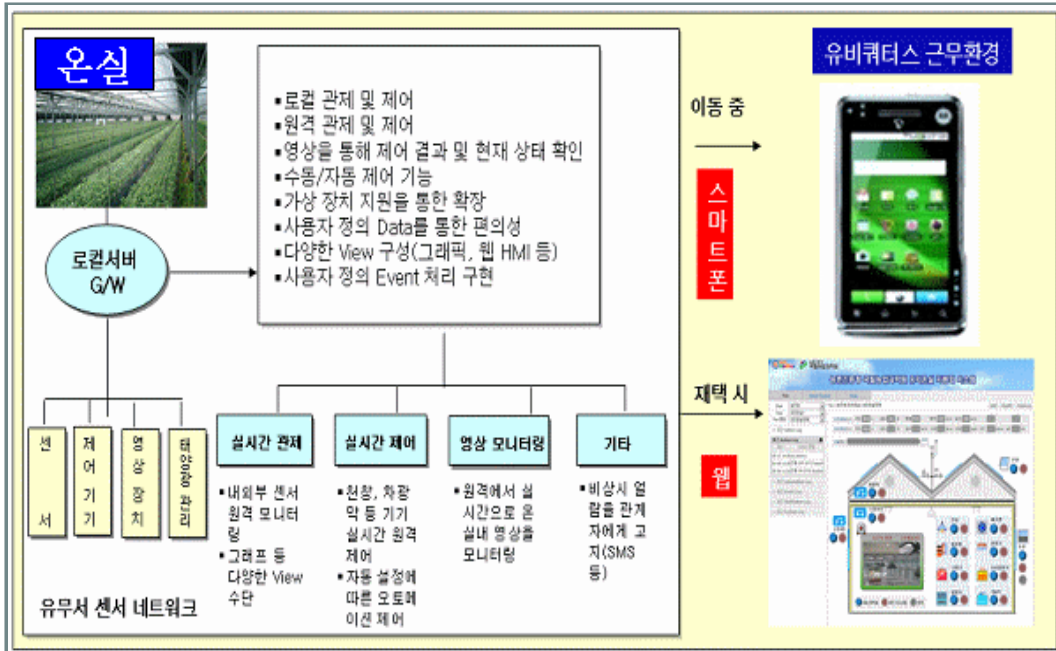 온실
로컬서버
G/W
▪로컬 관제 및 제어
▪원격 관제 및 제어
▪영상을 통해 제어 결과 및 현재 상태 확인
▪수동/자동 제어 기능
▪가상 장치 지원을 통한 확장
▪사용자 정의 Data를 통한 편의성
▪다양한 View 구성(그래픽, 웹 HMI 등)
▪사용자 정의 Event 처리 구현
센서
제어기기
영상장치
태양광 관리
유무서 센서 네트워크
실시간 관제
▪내외부 센서
원격 모니터
링
▪그래프 등
다양한 View
수단
실시간 제어
▪천창, 차광
막 등 기기
실시간 원격
제어
▪자동 설정에
따른 오토메
이션 제어
영상 모니터링
▪원격에서 실
시간으로 온
실내 영상을
모니터링
기타
▪비상시 열
람을 관계
자에게 고
지(SMS
등)
이동 중
스마트폰
재택 시
웹
유비쿼터스 근무환경